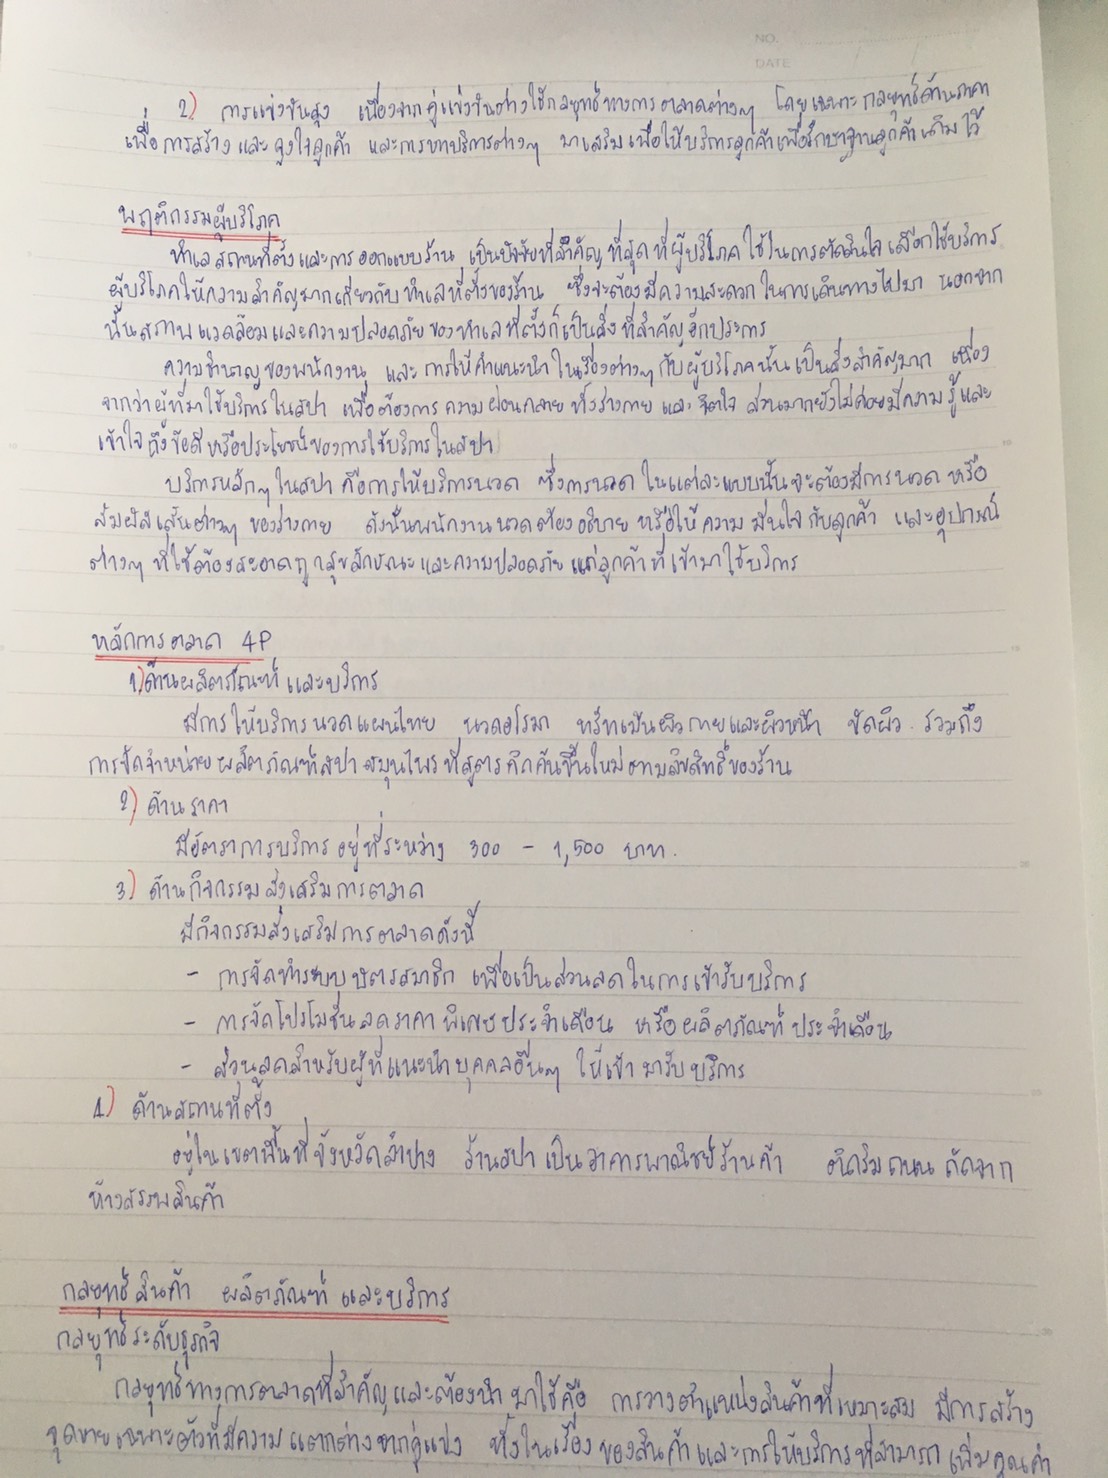 NO.
DATE
2) การแข่งขันสูง เนื่องจากคู่แข่งขันต่างใช้กลยุทธ์ทางการตลาดต่างๆ โดยเฉพาะกลยุทธ์ด้านราคา
เพื่อการสร้างและจูงใจลูกค้า และการหาบริการต่างๆ มาเสริมเพื่อให้บริการลูกค้าเพื่อรักษาฐานลูกค้าเดิมไว้
พฤติกรรมผู้บริโภค
ทำเลสถานที่ตั้งและการออกแบบร้าน เป็นปัจจัยที่สำคัญที่สุดที่ผู้บริโภคใช้ในการตัดสินใจเลือกใช้บริการ
ผู้บริโภคให้ความสำคัญมากเกี่ยวกับทำเลที่ตั้งของร้าน ซึ่งจะต้องมีความสะดวกในการเดินทางไปมา นอกจาก
นั้นสภาพแวดล้อมและความปลอดภัยของทำเลที่ตั้งก็เป็นสิ่งที่สำคัญอีกประการ
ความชำนาญของพนักงาน และการให้คำแนะนำในเรื่องต่างๆกับผู้บริโภคนั้นเป็นสิ่งสำคัญมาก เนื่อง
จากว่าผู้ที่มาใช้บริการในสปา เพื่อต้องการความผ่อนคลายทั้งร่างกายและจิตใจ ส่วนมากยังไม่ค่อยมีความรู้และ
เข้าใจถึงข้อดีหรือประโยชน์ของการใช้บริการในสปา
บริการหลักๆในสปา คือการให้บริการนวด ซึ่งการนวดในแต่ละแบบนั้นจะต้องมีการนวดหรือ
สัมผัสเส้นต่างๆ ของร่างกาย ดังนั้นพนักงานนวดต้องอธิบายหรือให้ความมั่นใจกับลูกค้า และอุปกรณ์
ต่างๆ ที่ใช้ต้องสะอาดถูกสุขลักษณะและความปลอดภัยแก่ลูกค้าที่เข้ามาใช้บริการ
หลักการตลาด 4P
1) ด้านผลิตภัณฑ์และบริการ
มีการให้บริการนวดแผนไทย นวดอโรมา ทรีทเม้นผิวกายและผิวหน้า ขัดผิว รวมถึง
การจัดจำหน่ายผลิตภัณฑ์สปาสมุนไพรที่สูตรคิดค้นขึ้นใหม่ตามลิขสิทธิ์ของร้าน
2) ด้านราคา
มีอัตราการบริการอยู่ที่ระหว่าง 300 - 1,500 บาท.
3) ด้านกิจกรรมส่งเสริมการตลาด
มีกิจกรรมส่งเสริมการตลาดดังนี้
- การจัดทำระบบบัตรสมาชิก เพื่อเป็นส่วนลดในการเข้ารับบริการ
- การจัดโปรโมชั่นลดราคาพิเศษประจำเดือน หรือผลิตภัณฑ์ประจำเดือน
- ส่วนลดสำหรับผู้ที่แนะนำบุคคลอื่นๆ ให้เข้ามารับบริการ
4) ด้านสถานที่ตั้ง
อยู่ในเขตพื้นที่จังหวัดลำปาง ร้านสปาเป็นอาคารพาณิชย์ร้านค้า ติดริมถนน ถัดจาก
ห้างสรรพสินค้า
กลยุทธ์สินค้า ผลิตภัณฑ์ และบริการ
กลยุทธ์ระดับธุรกิจ
กลยุทธ์ทางการตลาดที่สำคัญและต้องนำมาใช้คือ การวางตำแหน่งสินค้าที่เหมาะสม มีการสร้าง
จุดขายเฉพาะตัวที่มีความแตกต่างจากคู่แข่ง ทั้งในเรื่องของสินค้าและการให้บริการที่สามารถเพิ่มคุณค่า